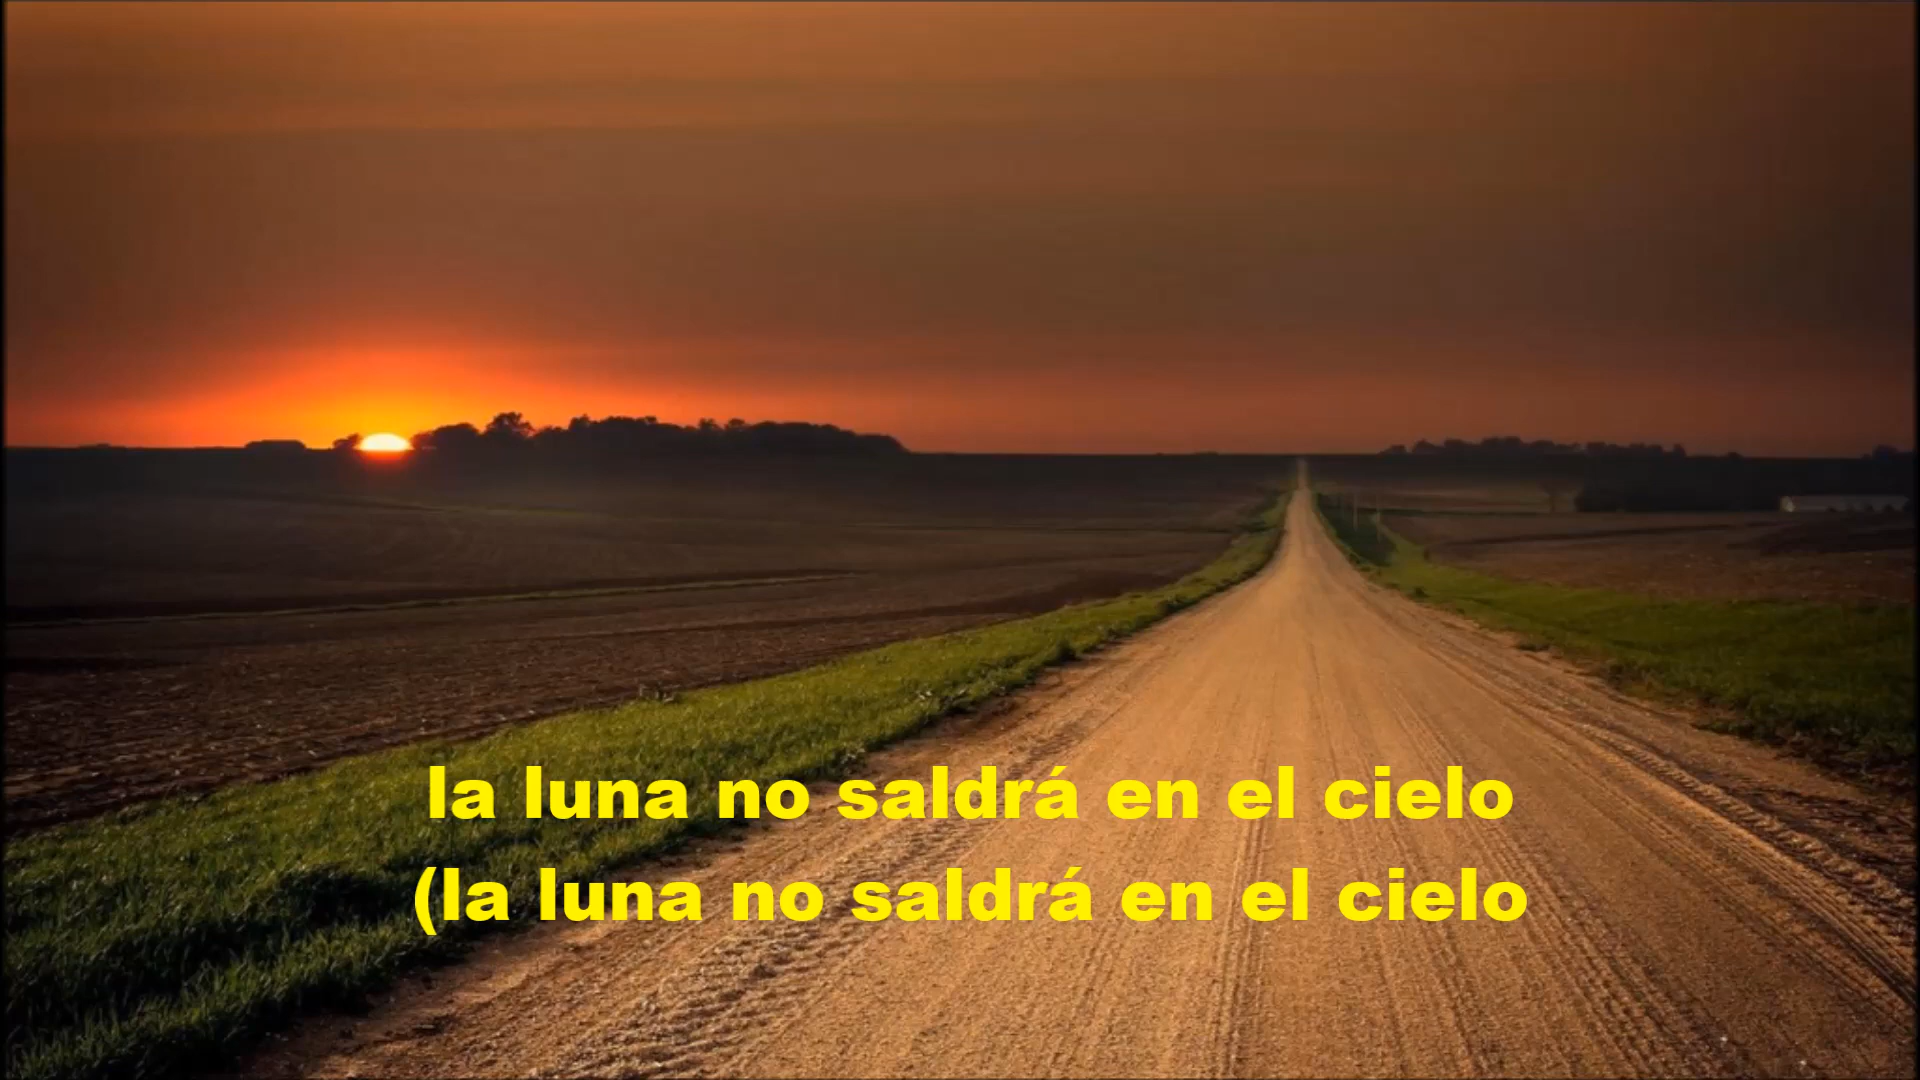 la luna no saldrá en el cielo
(la luna no saldrá en el cielo